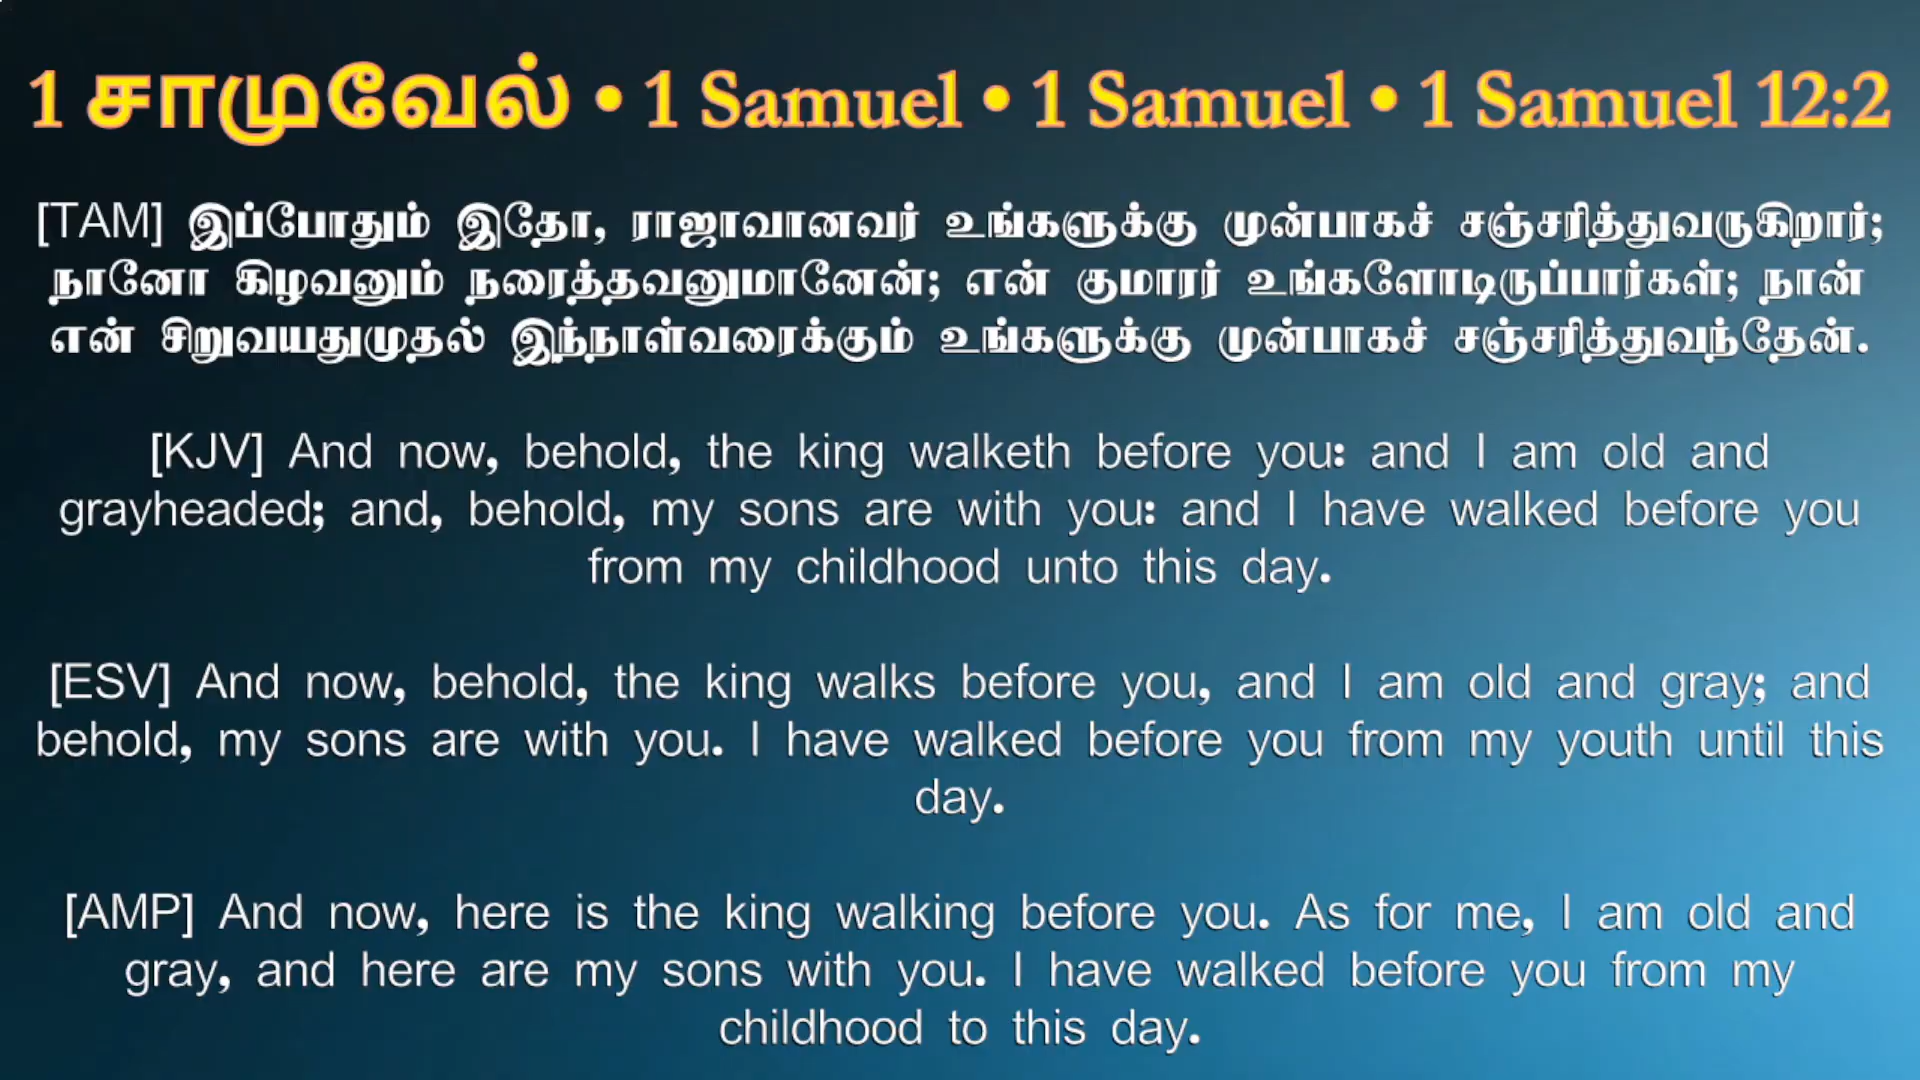 1 சாமுவேல் • 1 Samuel • 1 Samuel • 1 Samuel 12:2
[TAM] இப்போதும் இதோ, ராஜாவானவர் உங்களுக்கு முன்பாகச் சஞ்சரித்துவருகிறார்;
நானோ கிழவனும் நரைத்தவனுமானேன்; என் குமாரர் உங்களோடிருப்பார்கள்; நான்
என் சிறுவயதுமுதல் இந்நாள்வரைக்கும் உங்களுக்கு முன்பாகச் சஞ்சரித்துவந்தேன்.
[KJV] And now, behold, the king walketh before you: and I am old and
grayheaded; and, behold, my sons are with you: and I have walked before you
from my childhood unto this day.
[ESV] And now, behold, the king walks before you, and I am old and gray; and
behold, my sons are with you. I have walked before you from my youth until this
day.
[AMP] And now, here is the king walking before you. As for me, I am old and
gray, and here are my sons with you. I have walked before you from my
childhood to this day.